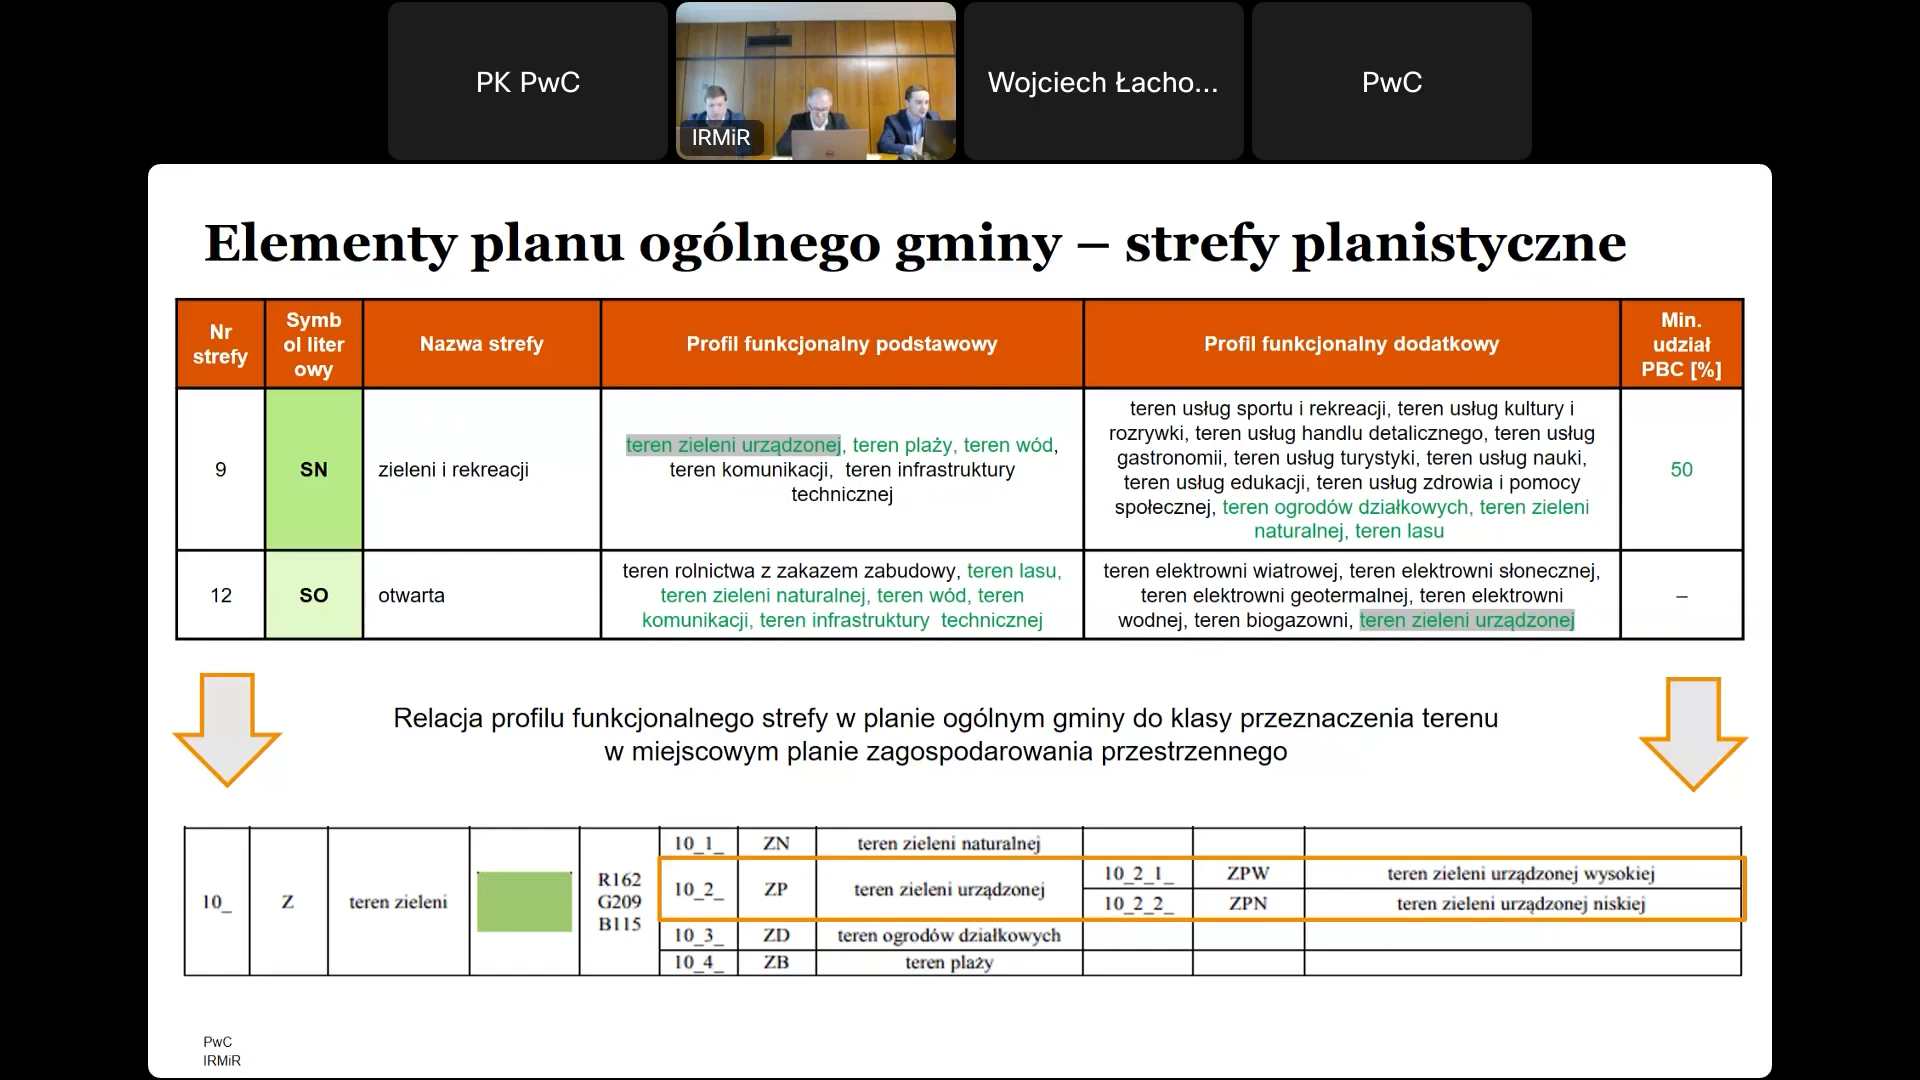 PK PwC
IRMiR
Wojciech Łacho...
PwC
Elementy planu ogólnego gminy – strefy planistyczne
Nr strefy
Symb
ol liter
owy
Nazwa strefy
Profil funkcjonalny podstawowy
Profil funkcjonalny dodatkowy
Min.
udział
PBC [%]
9
SN
zieleni i rekreacji
teren zieleni urządzonej, teren plaży, teren wód,
teren komunikacji, teren infrastruktury
technicznej
teren usług sportu i rekreacji, teren usług kultury i
rozrywki, teren usług handlu detalicznego, teren usług
gastronomii, teren usług turystyki, teren usług nauki,
teren usług edukacji, teren usług zdrowia i pomocy
społecznej, teren ogrodów działkowych, teren zieleni
naturalnej, teren lasu
50
12
SO
otwarta
teren rolnictwa z zakazem zabudowy, teren lasu,
teren zieleni naturalnej, teren wód, teren
komunikacji, teren infrastruktury technicznej
teren elektrowni wiatrowej, teren elektrowni słonecznej,
teren elektrowni geotermalnej, teren elektrowni
wodnej, teren biogazowni, teren zieleni urządzonej
–
Relacja profilu funkcjonalnego strefy w planie ogólnym gminy do klasy przeznaczenia terenu
w miejscowym planie zagospodarowania przestrzennego
10_
Z
teren zieleni
R162
G209
B115
10_1_ ZN teren zieleni naturalnej
10_2_ ZP teren zieleni urządzonej
10_2_1_ ZPW teren zieleni urządzonej wysokiej
10_2_2_ ZPN teren zieleni urządzonej niskiej
10_3_ ZD teren ogrodów działkowych
10_4_ ZB teren plaży
PwC
IRMiR